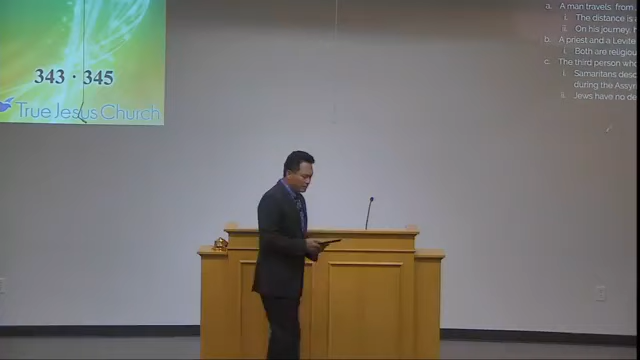 343 · 345
True Jesus Church
a. A man travels from
i. The distance is
ii. On his journey, h
b. A priest and a Levite
i. Both are religiou
c. The third person who
i. Samaritans desc
during the Assyr
ii. Jews have no de